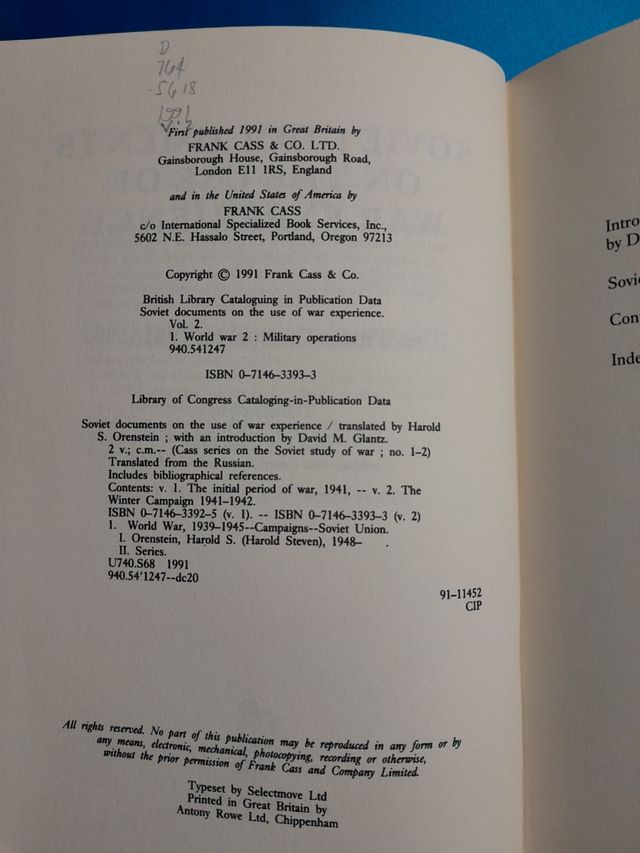 D
764
.S618
1991
v.2
First published 1991 in Great Britain by
FRANK CASS & CO. LTD.
Gainsborough House, Gainsborough Road,
London E11 1RS, England
and in the United States of America by
FRANK CASS
c/o International Specialized Book Services, Inc.,
5602 N.E. Hassalo Street, Portland, Oregon 97213
Copyright © 1991 Frank Cass & Co.
British Library Cataloguing in Publication Data
Soviet documents on the use of war experience.
Vol. 2.
1. World war 2 : Military operations
940.541247
ISBN 0–7146–3393–3
Library of Congress Cataloging-in-Publication Data
Soviet documents on the use of war experience / translated by Harold
S. Orenstein ; with an introduction by David M. Glantz.
2 v.; c.m.-- (Cass series on the Soviet study of war ; no. 1–2)
Translated from the Russian.
Includes bibliographical references.
Contents: v. 1. The initial period of war, 1941, -- v. 2. The
Winter Campaign 1941–1942.
ISBN 0–7146–3392–5 (v. 1). -- ISBN 0–7146–3393–3 (v. 2)
1. World War, 1939–1945--Campaigns--Soviet Union.
I. Orenstein, Harold S. (Harold Steven), 1948– .
II. Series.
U740.S68 1991
940.54'1247--dc20
91–11452
CIP
All rights reserved. No part of this publication may be reproduced in any form or by
any means, electronic, mechanical, photocopying, recording or otherwise,
without the prior permission of Frank Cass and Company Limited.
Typeset by Selectmove Ltd
Printed in Great Britain by
Antony Rowe Ltd, Chippenham
Intro
by D
Sovi
Con
Inde